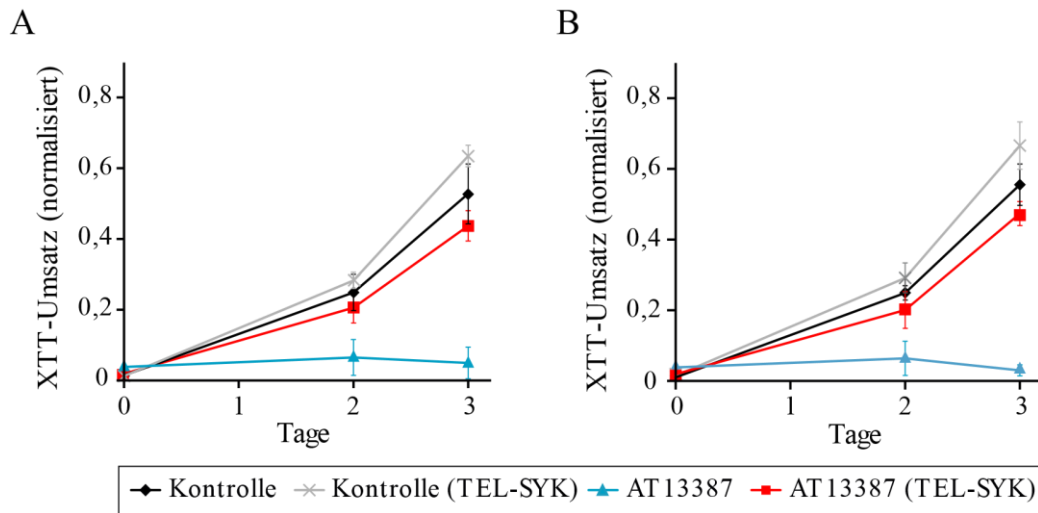 A
B
XTT-Umsatz (normalisiert)
0,8
0,6
0,4
0,2
0
0 1 2 3
Tage
XTT-Umsatz (normalisiert)
0,8
0,6
0,4
0,2
0
0 1 2 3
Tage
Kontrolle Kontrolle (TEL-SYK) AT13387 AT13387 (TEL-SYK)